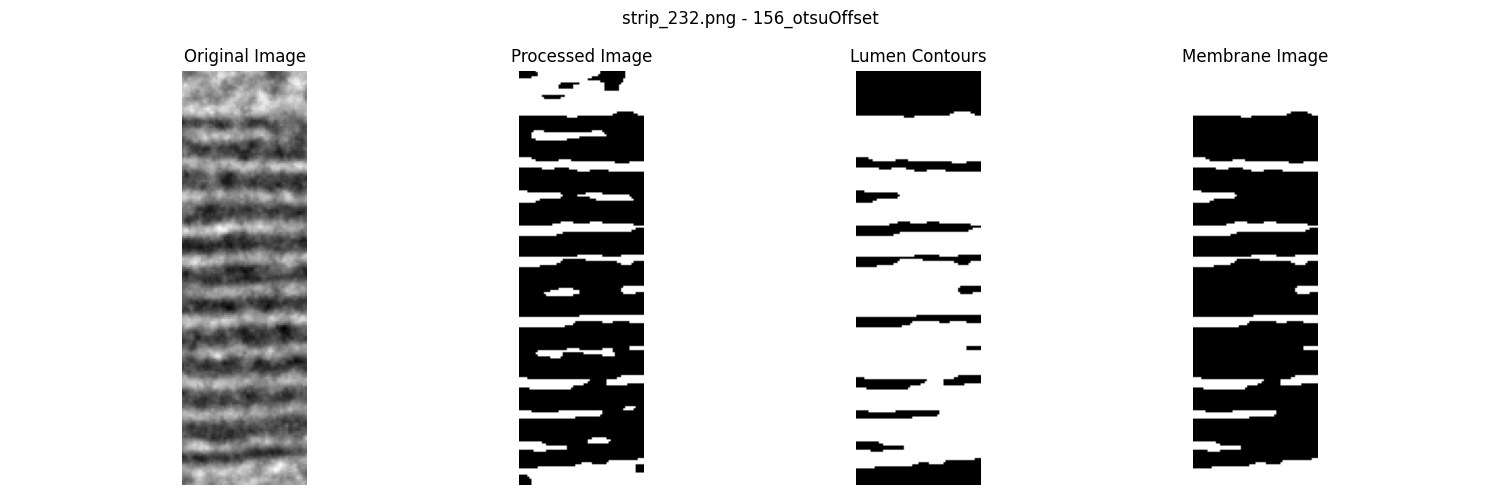 strip_232.png - 156_otsuOffset
Original Image
Processed Image
Lumen Contours
Membrane Image